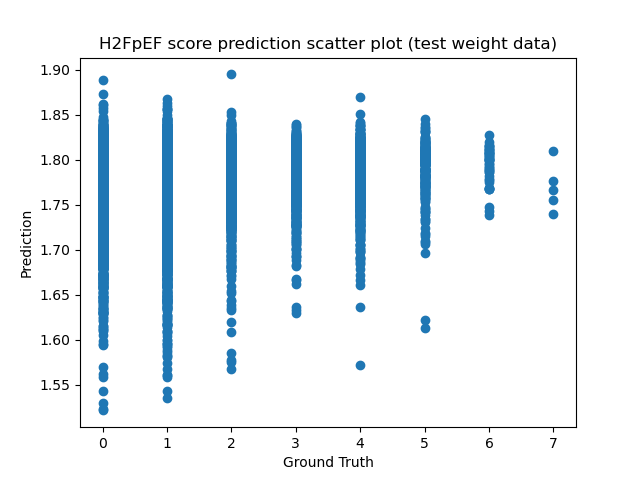 H2FpEF score prediction scatter plot (test weight data)
1.90
1.85
1.80
1.75
1.70
1.65
1.60
1.55
Prediction
0 1 2 3 4 5 6 7
Ground Truth